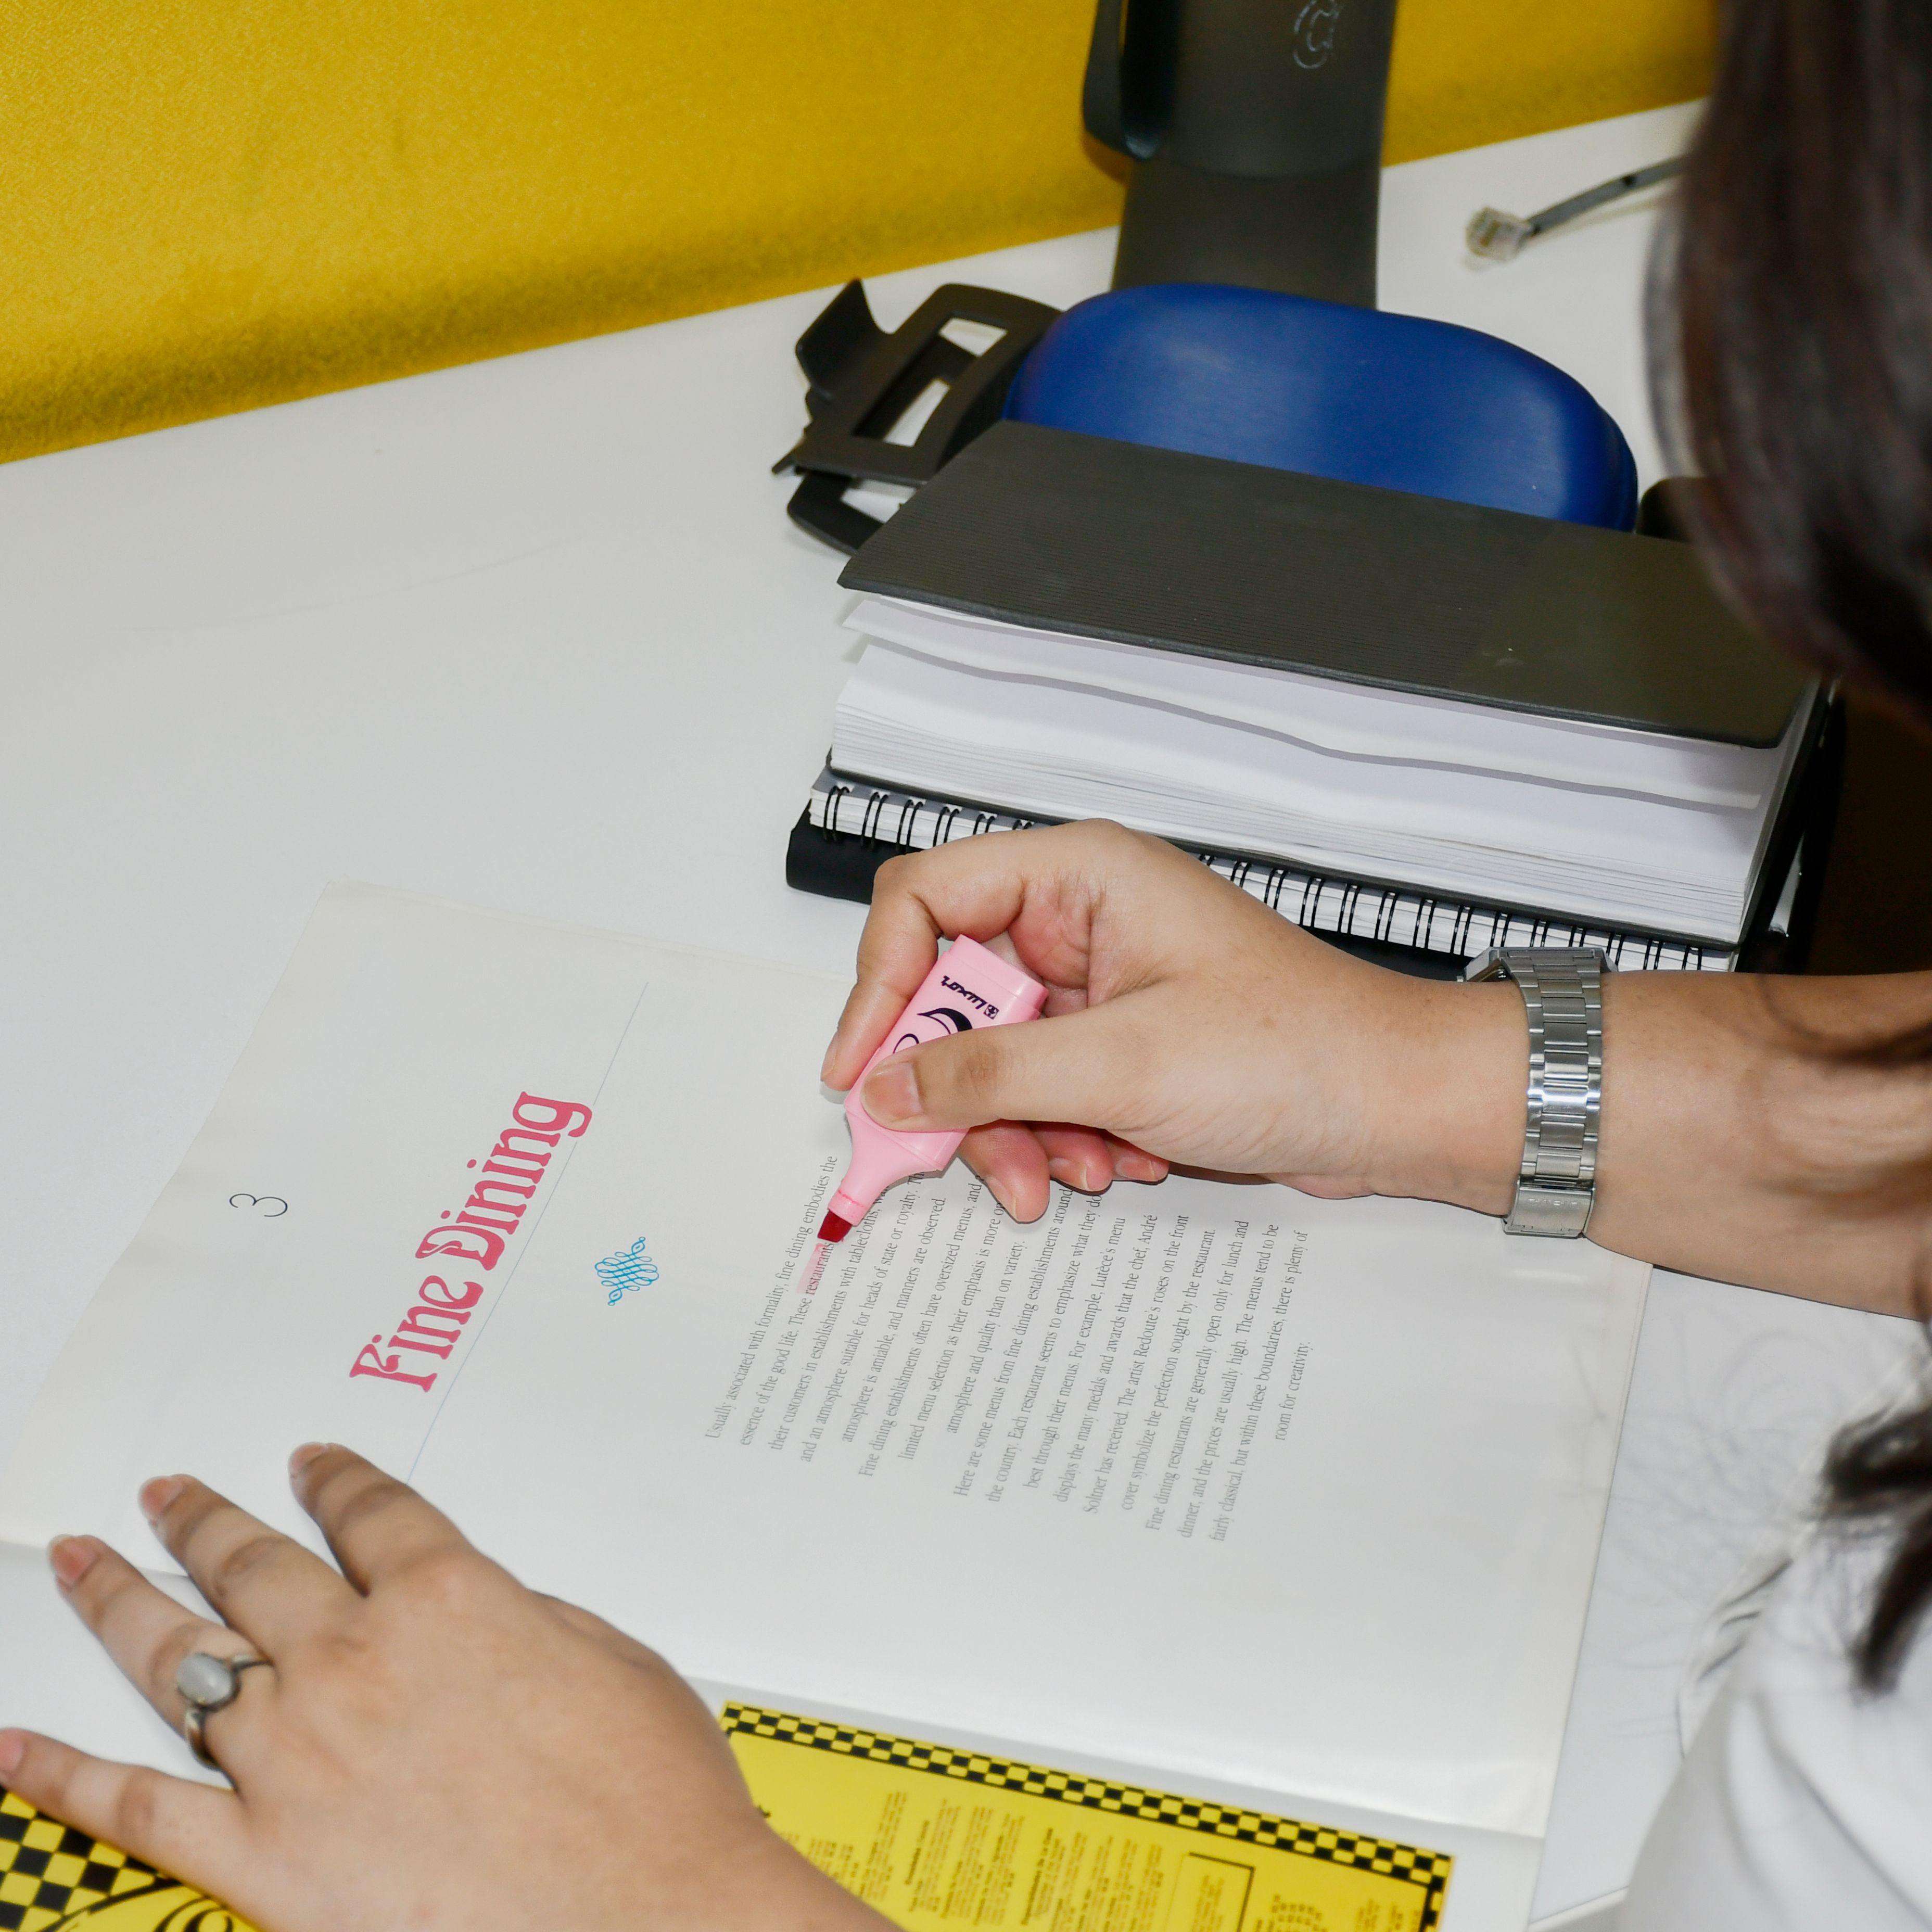 3
Fine Dining
Usually associated with formality, fine dining embodies the
essence of the good life. These restaurants
their customers in establishments with tablecloths,
and an atmosphere suitable for heads of state or royalty.
atmosphere is amiable, and manners are observed.
Fine dining establishments often have oversized menus, and
limited menu selection as their emphasis is more
atmosphere and quality than on variety.
Here are some menus from fine dining establishments around
the country. Each restaurant seems to emphasize what they do
best through their menus. For example, Lutèce's menu
displays the many medals and awards that the chef, André
Soltner has received. The artist Redoute's roses on the front
cover symbolize the perfection sought by the restaurant.
Fine dining restaurants are generally open only for lunch and
dinner, and the prices are usually high. The menus tend to be
fairly classical, but within these boundaries, there is plenty of
room for creativity.
Luxor